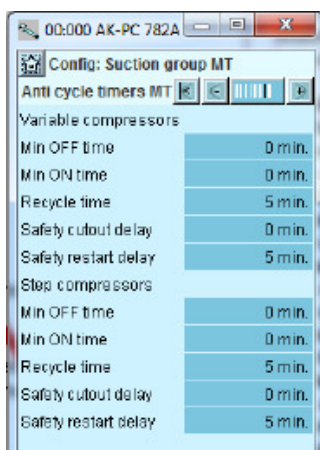 00:000 AK-PC 782A
Config: Suction group MT
Anti cycle timers MT
Variable compressors
Min OFF time 0 min.
Min ON time 0 min.
Recycle time 5 min.
Safety cutout delay 0 min.
Safety restart delay 5 min.
Step compressors
Min OFF time 0 min.
Min ON time 0 min.
Recycle time 5 min.
Safety cutout delay 0 min.
Safety restart delay 5 min.